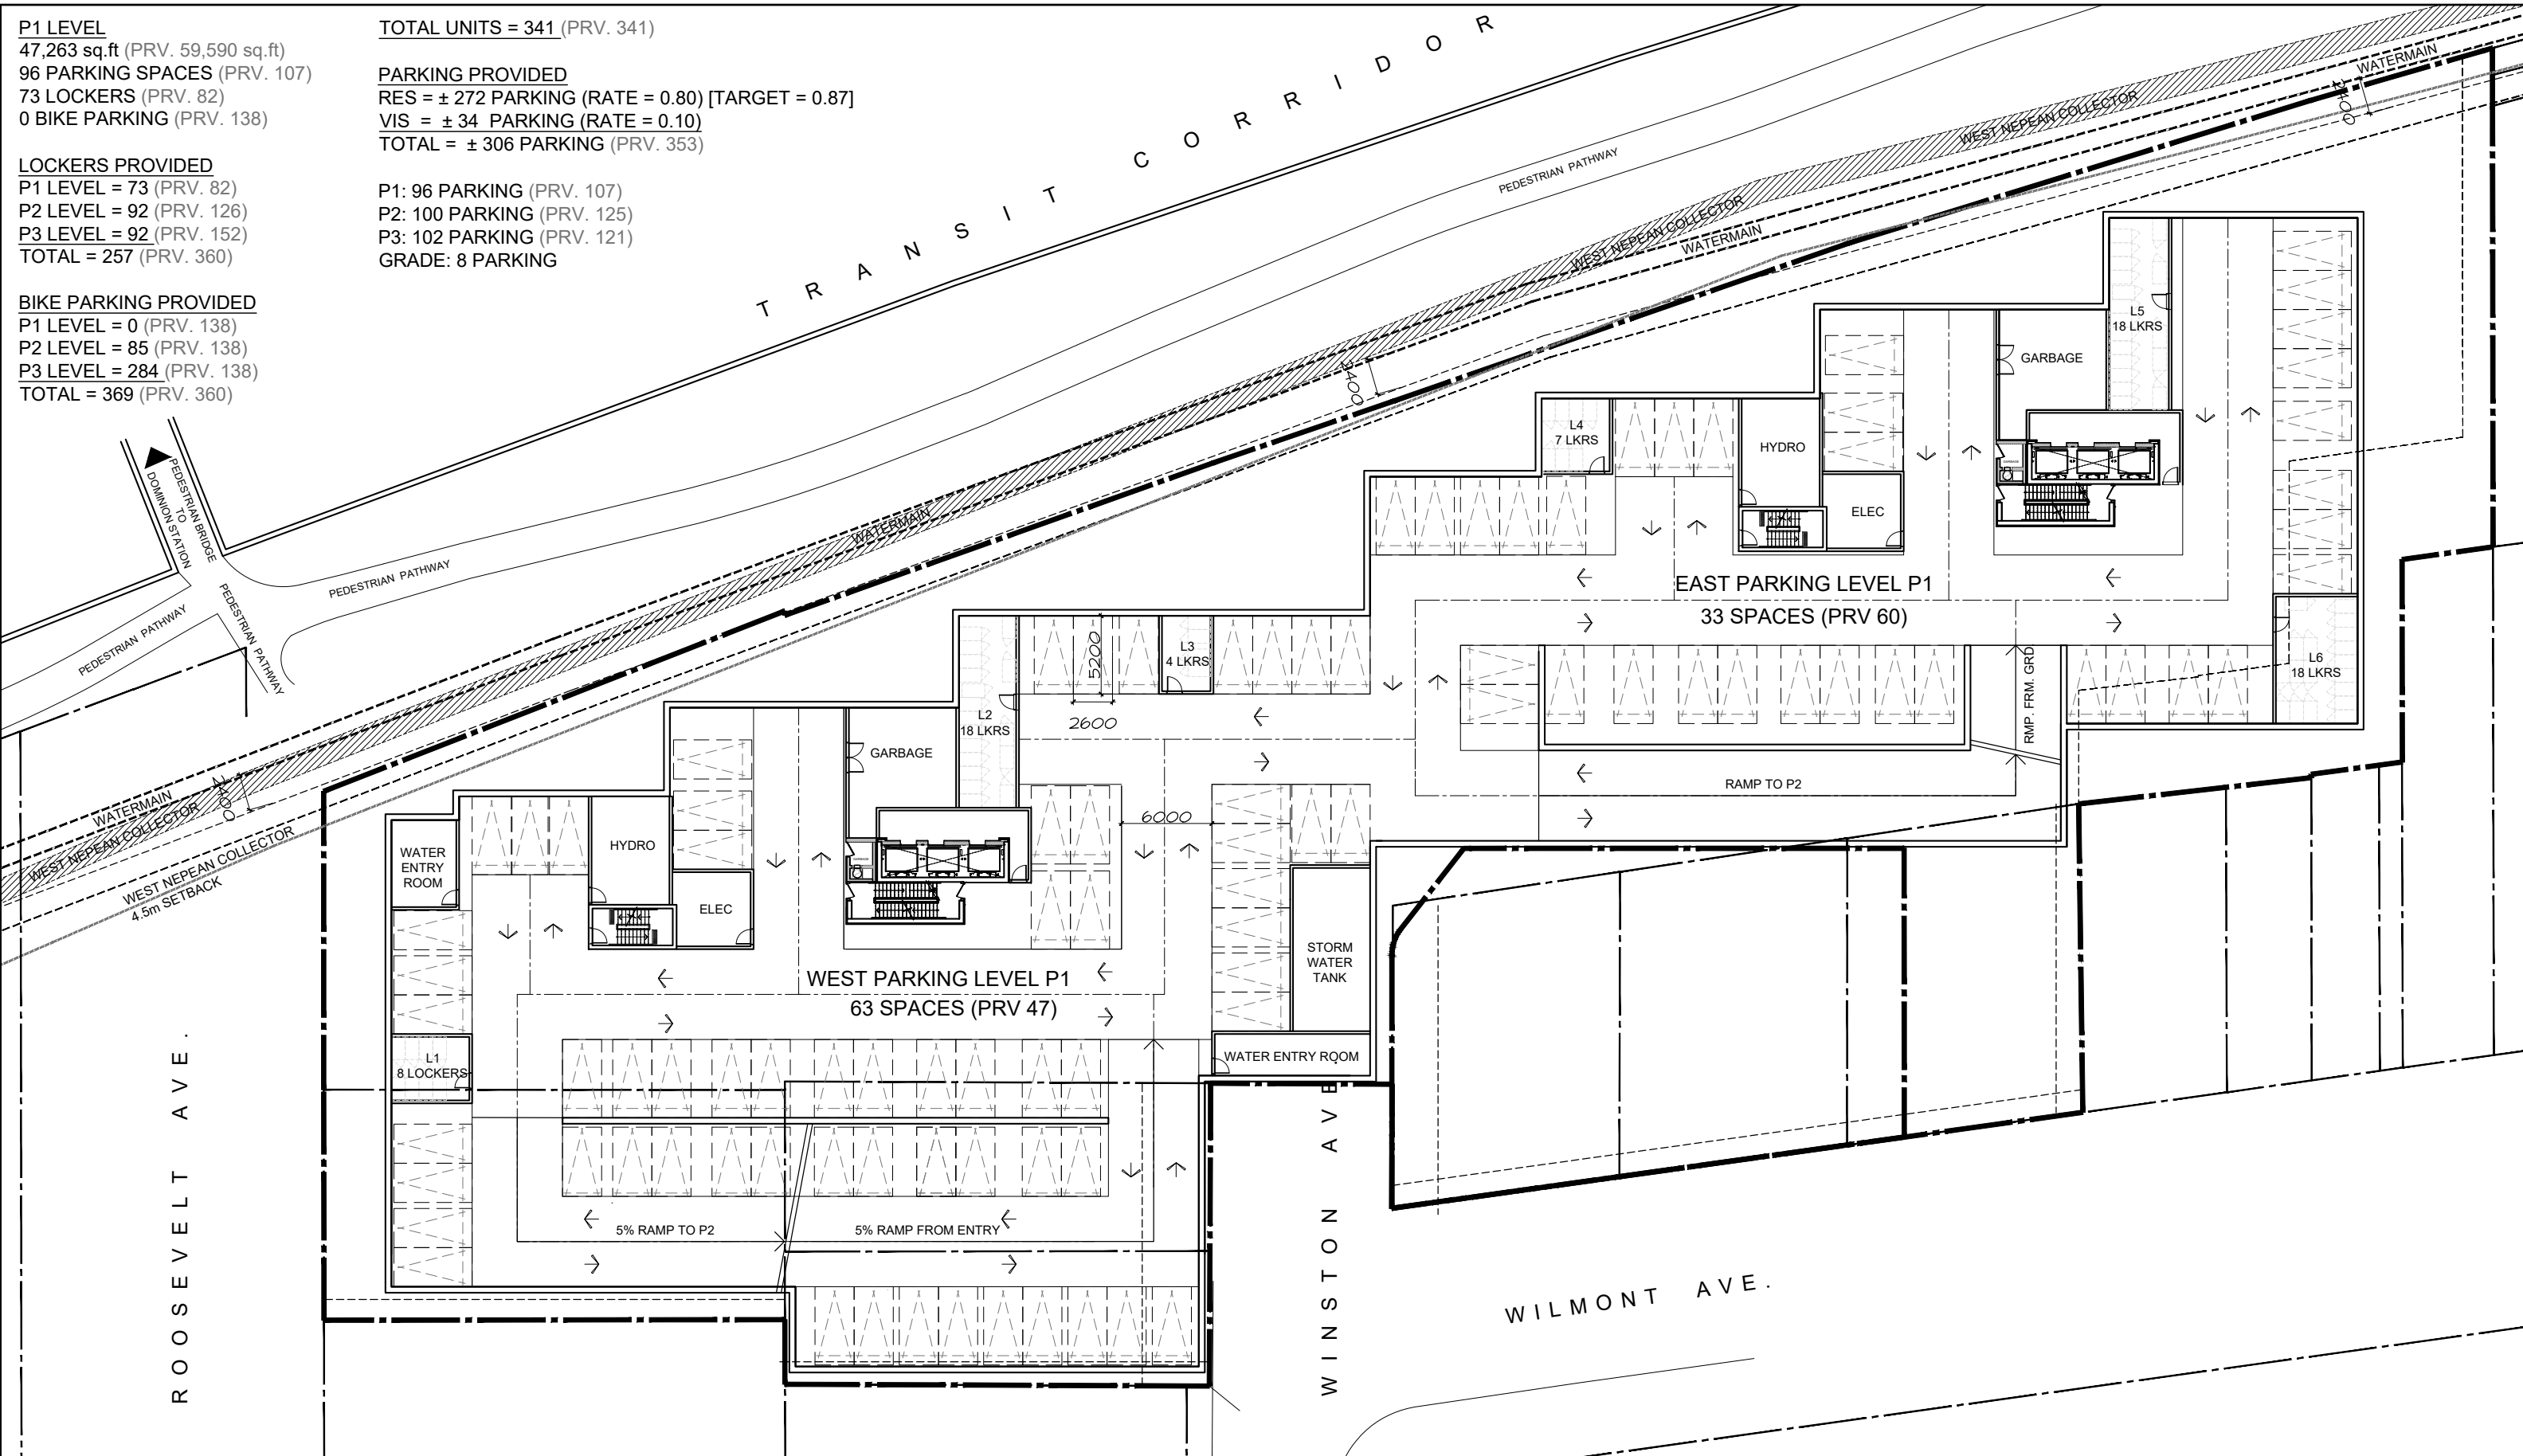 P1 LEVEL
47,263 sq.ft (PRV. 59,590 sq.ft)
96 PARKING SPACES (PRV. 107)
73 LOCKERS (PRV. 82)
0 BIKE PARKING (PRV. 138)
LOCKERS PROVIDED
P1 LEVEL = 73 (PRV. 82)
P2 LEVEL = 92 (PRV. 126)
P3 LEVEL = 92 (PRV. 152)
TOTAL = 257 (PRV. 360)
BIKE PARKING PROVIDED
P1 LEVEL = 0 (PRV. 138)
P2 LEVEL = 85 (PRV. 138)
P3 LEVEL = 284 (PRV. 138)
TOTAL = 369 (PRV. 360)
TOTAL UNITS = 341 (PRV. 341)
PARKING PROVIDED
RES = ± 272 PARKING (RATE = 0.80) [TARGET = 0.87]
VIS = ± 34 PARKING (RATE = 0.10)
TOTAL = ± 306 PARKING (PRV. 353)
P1: 96 PARKING (PRV. 107)
P2: 100 PARKING (PRV. 125)
P3: 102 PARKING (PRV. 121)
GRADE: 8 PARKING
TRANSIT CORRIDOR
WATERMAIN
2400
WEST NEPEAN COLLECTOR
PEDESTRIAN PATHWAY
WEST NEPEAN COLLECTOR
WATERMAIN
2400
WATERMAIN
PEDESTRIAN BRIDGE
TO
DOMINION STATION
PEDESTRIAN PATHWAY
PEDESTRIAN PATHWAY
PEDESTRIAN PATHWAY
WATERMAIN
2400
WEST NEPEAN COLLECTOR
WEST NEPEAN COLLECTOR
4.5m SETBACK
L5
18 LKRS
GARBAGE
L4
7 LKRS
HYDRO
ELEC
EAST PARKING LEVEL P1
33 SPACES (PRV 60)
L6
18 LKRS
RMP. FRM. GRD
RAMP TO P2
L3
4 LKRS
5200
2600
L2
18 LKRS
GARBAGE
6000
HYDRO
ELEC
WATER
ENTRY
ROOM
STORM
WATER
TANK
WATER ENTRY ROOM
WEST PARKING LEVEL P1
63 SPACES (PRV 47)
L1
8 LOCKERS
5% RAMP TO P2
5% RAMP FROM ENTRY
ROOSEVELT AVE.
WINSTON AVE
WILMONT AVE.